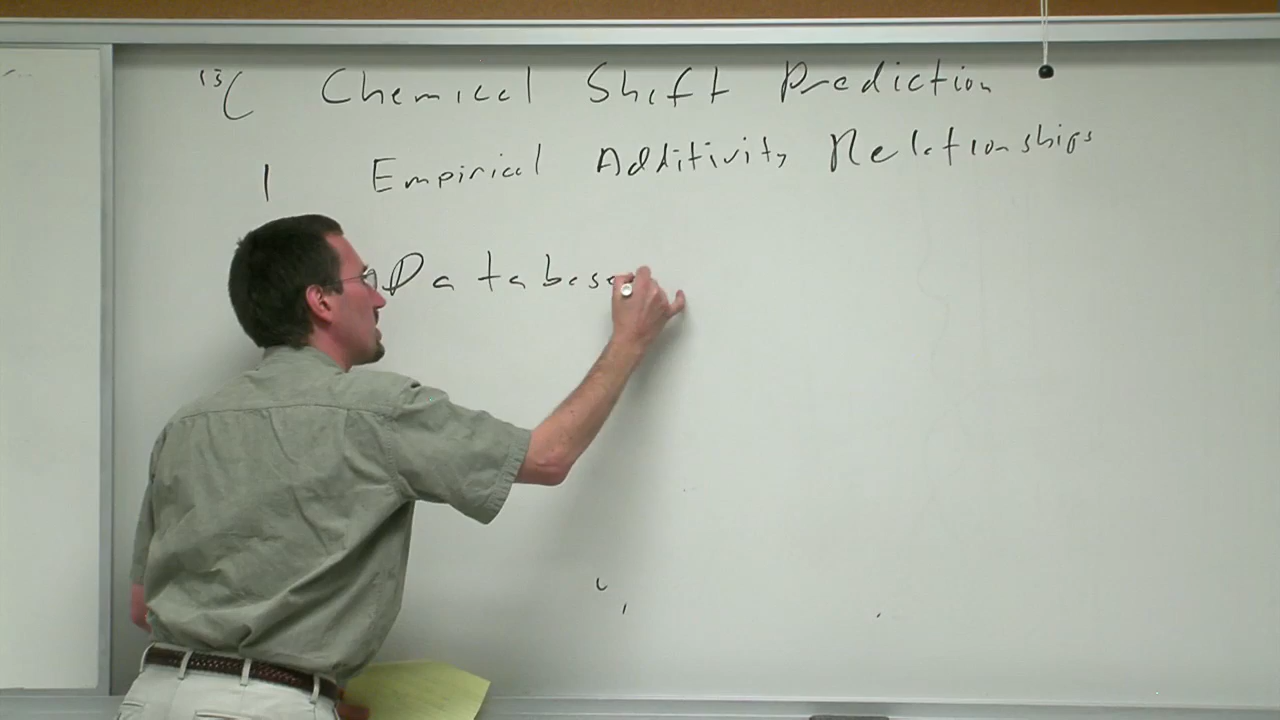 ¹³C Chemical Shift Prediction
1 Empirical Additivity Relationships
Database